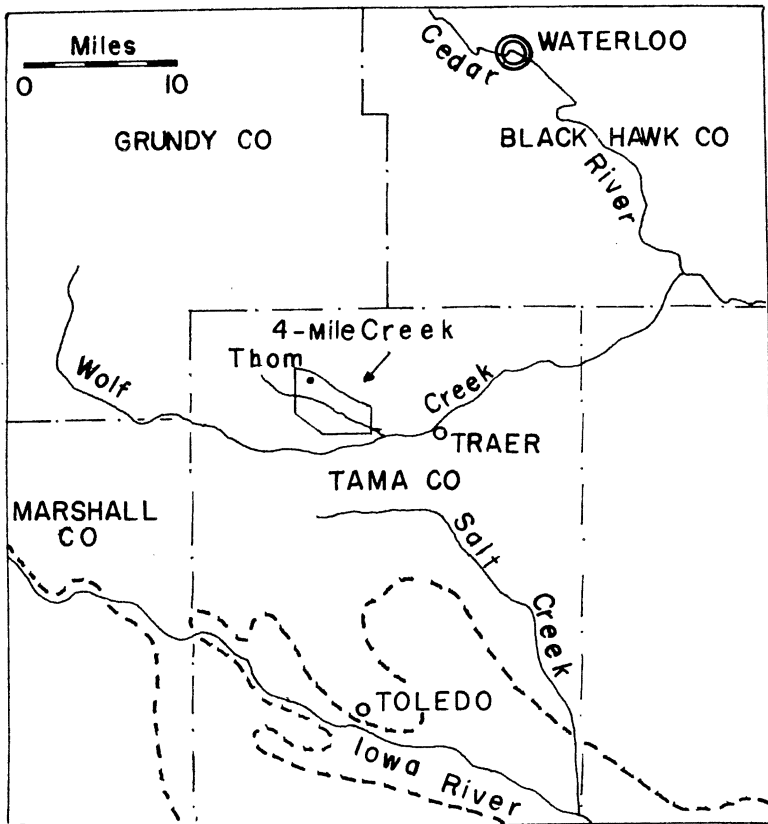 Miles
0 10
Cedar
WATERLOO
GRUNDY CO
BLACK HAWK CO
River
4-Mile Creek
Thom
Wolf
Creek
TRAER
TAMA CO
MARSHALL
CO
Salt
Creek
TOLEDO
Iowa River